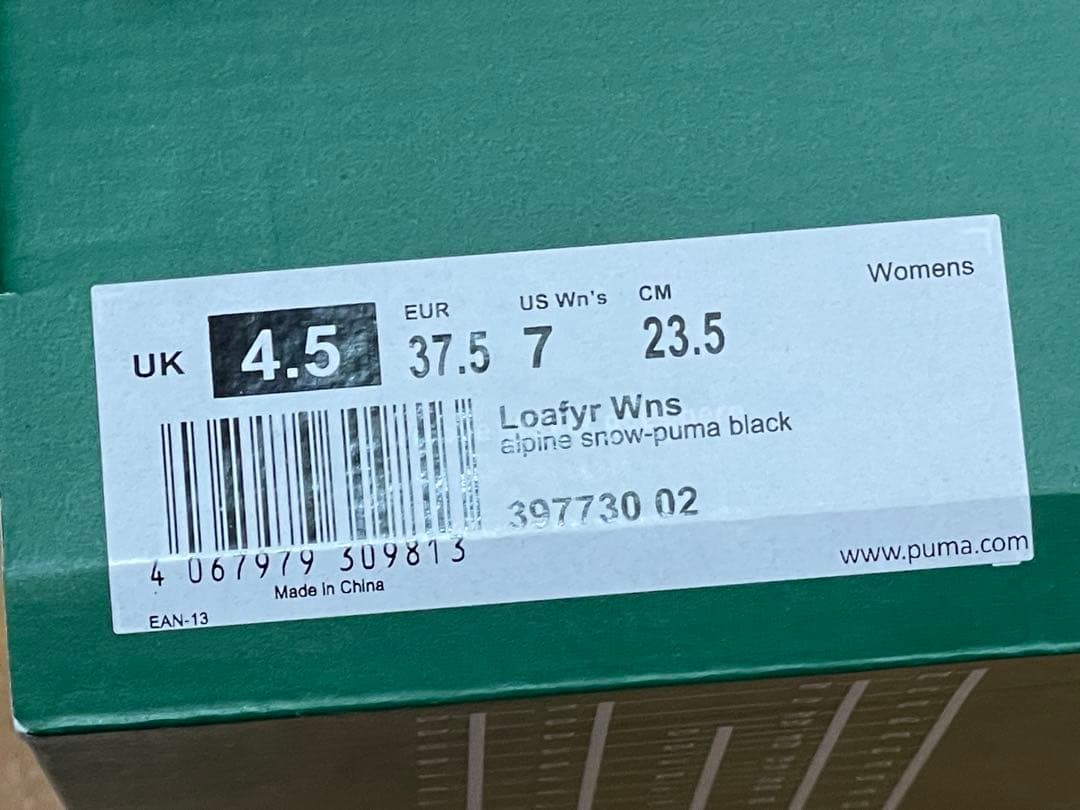 Womens
EUR US Wn's CM
UK 4.5 37.5 7 23.5
Loafyr Wns
alpine snow-puma black
397730 02
4 067979 309813
Made in China
EAN-13
www.puma.com